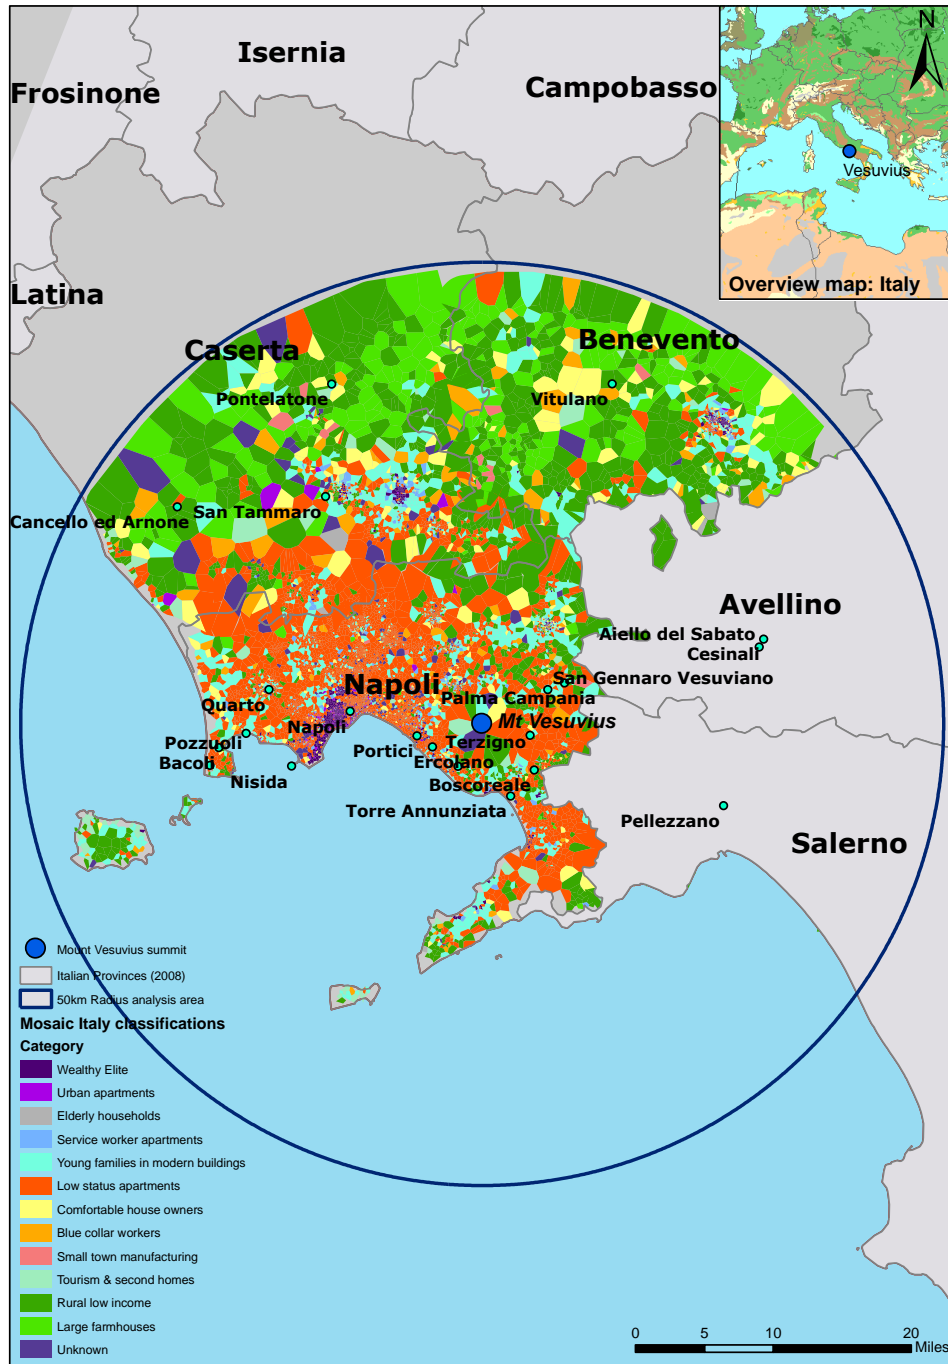 Isernia
Frosinone
Campobasso
N
Vesuvius
Overview map: Italy
Latina
Caserta
Benevento
Pontelatone
Vitulano
Cancello ed Arnone
San Tammaro
Avellino
Aiello del Sabato
Cesinali
San Gennaro Vesuviano
Napoli
Palma Campania
Quarto
Napoli
Mt Vesuvius
Pozzuoli
Portici
Terzigno
Bacoli
Ercolano
Nisida
Boscoreale
Torre Annunziata
Pellezzano
Salerno
Mount Vesuvius summit
Italian Provinces (2008)
50km Radius analysis area
Mosaic Italy classifications
Category
Wealthy Elite
Urban apartments
Elderly households
Service worker apartments
Young families in modern buildings
Low status apartments
Comfortable house owners
Blue collar workers
Small town manufacturing
Tourism & second homes
Rural low income
Large farmhouses
Unknown
0 5 10 20
Miles